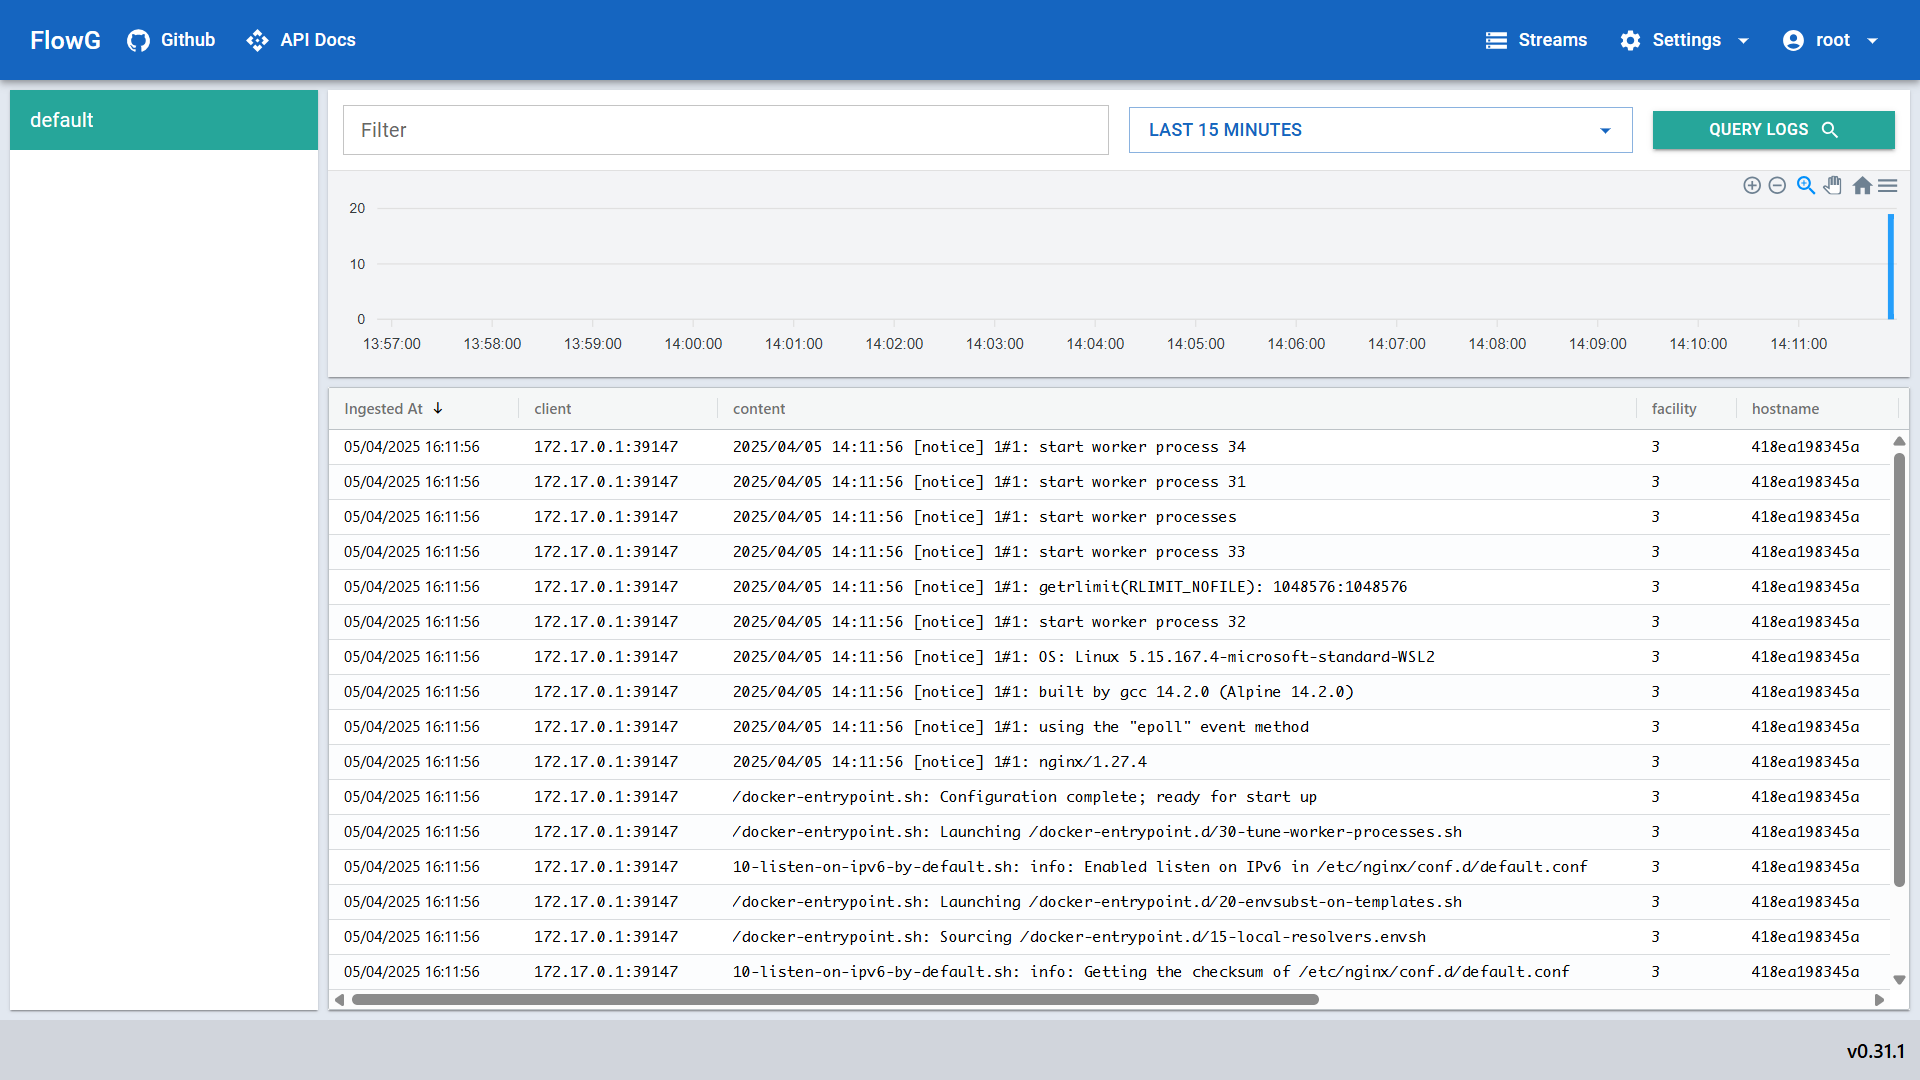 FlowG Github API Docs Streams Settings root
default
Filter LAST 15 MINUTES QUERY LOGS
20
10
0
13:57:00 13:58:00 13:59:00 14:00:00 14:01:00 14:02:00 14:03:00 14:04:00 14:05:00 14:06:00 14:07:00 14:08:00 14:09:00 14:10:00 14:11:00
Ingested At client content facility hostname
05/04/2025 16:11:56 172.17.0.1:39147 2025/04/05 14:11:56 [notice] 1#1: start worker process 34 3 418ea198345a
05/04/2025 16:11:56 172.17.0.1:39147 2025/04/05 14:11:56 [notice] 1#1: start worker process 31 3 418ea198345a
05/04/2025 16:11:56 172.17.0.1:39147 2025/04/05 14:11:56 [notice] 1#1: start worker processes 3 418ea198345a
05/04/2025 16:11:56 172.17.0.1:39147 2025/04/05 14:11:56 [notice] 1#1: start worker process 33 3 418ea198345a
05/04/2025 16:11:56 172.17.0.1:39147 2025/04/05 14:11:56 [notice] 1#1: getrlimit(RLIMIT_NOFILE): 1048576:1048576 3 418ea198345a
05/04/2025 16:11:56 172.17.0.1:39147 2025/04/05 14:11:56 [notice] 1#1: start worker process 32 3 418ea198345a
05/04/2025 16:11:56 172.17.0.1:39147 2025/04/05 14:11:56 [notice] 1#1: OS: Linux 5.15.167.4-microsoft-standard-WSL2 3 418ea198345a
05/04/2025 16:11:56 172.17.0.1:39147 2025/04/05 14:11:56 [notice] 1#1: built by gcc 14.2.0 (Alpine 14.2.0) 3 418ea198345a
05/04/2025 16:11:56 172.17.0.1:39147 2025/04/05 14:11:56 [notice] 1#1: using the "epoll" event method 3 418ea198345a
05/04/2025 16:11:56 172.17.0.1:39147 2025/04/05 14:11:56 [notice] 1#1: nginx/1.27.4 3 418ea198345a
05/04/2025 16:11:56 172.17.0.1:39147 /docker-entrypoint.sh: Configuration complete; ready for start up 3 418ea198345a
05/04/2025 16:11:56 172.17.0.1:39147 /docker-entrypoint.sh: Launching /docker-entrypoint.d/30-tune-worker-processes.sh 3 418ea198345a
05/04/2025 16:11:56 172.17.0.1:39147 10-listen-on-ipv6-by-default.sh: info: Enabled listen on IPv6 in /etc/nginx/conf.d/default.conf 3 418ea198345a
05/04/2025 16:11:56 172.17.0.1:39147 /docker-entrypoint.sh: Launching /docker-entrypoint.d/20-envsubst-on-templates.sh 3 418ea198345a
05/04/2025 16:11:56 172.17.0.1:39147 /docker-entrypoint.sh: Sourcing /docker-entrypoint.d/15-local-resolvers.envsh 3 418ea198345a
05/04/2025 16:11:56 172.17.0.1:39147 10-listen-on-ipv6-by-default.sh: info: Getting the checksum of /etc/nginx/conf.d/default.conf 3 418ea198345a
v0.31.1